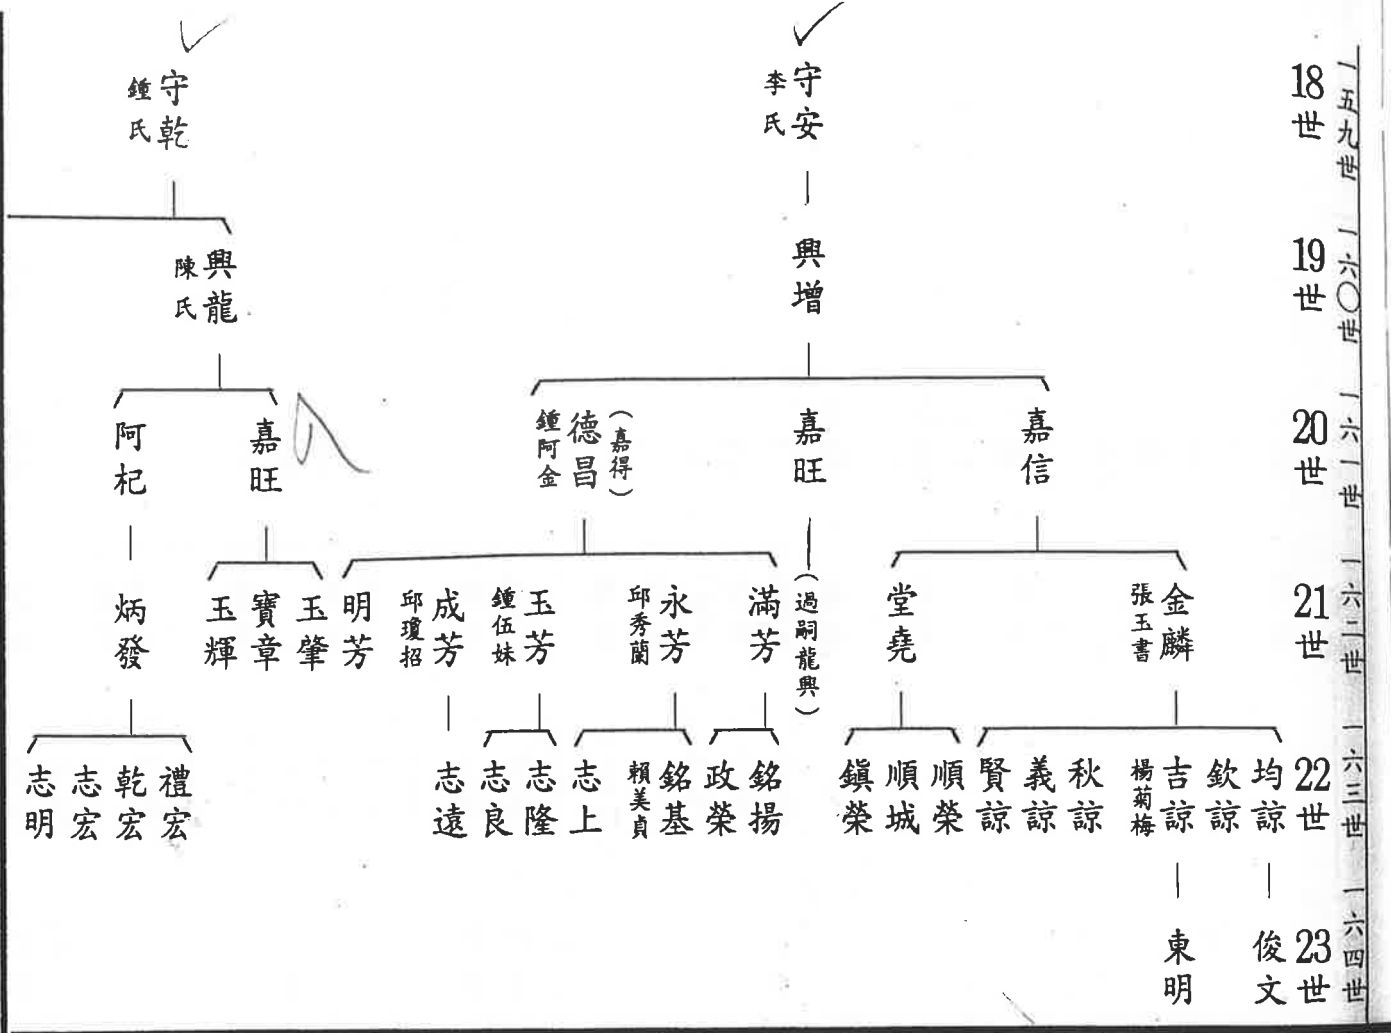 一五九世
一六〇世
一六一世
一六二世
一六三世
一六四世
18世
守安
李氏
守乾
鍾氏
19世
興增
興龍
陳氏
20世
嘉信
嘉旺
(嘉得)
德昌
鍾阿金
嘉旺
阿杞
21世
金麟
張玉書
堂堯
(過嗣龍興)
滿芳
永芳
邱秀蘭
玉芳
鍾伍妹
成芳
邱瓊招
明芳
玉肇
寶章
玉輝
炳發
22世
均諒
欽諒
吉諒
楊菊梅
秋諒
義諒
賢諒
順榮
順城
鎮榮
銘揚
政榮
銘基
賴美貞
志上
志隆
志良
志遠
禮宏
乾宏
志宏
志明
23世
俊文
東明